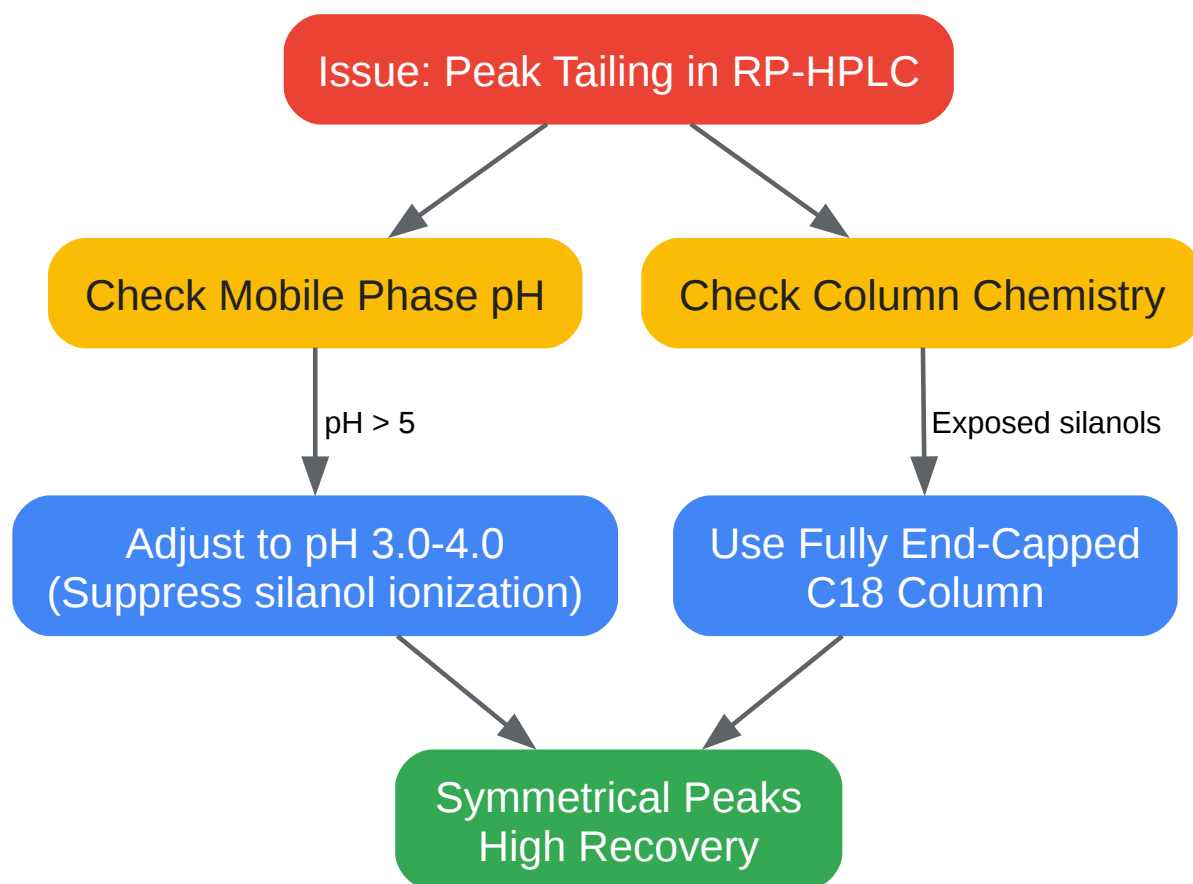 Issue: Peak Tailing in RP-HPLC
Check Mobile Phase pH
Check Column Chemistry
pH > 5
Exposed silanols
Adjust to pH 3.0-4.0
(Suppress silanol ionization)
Use Fully End-Capped
C18 Column
Symmetrical Peaks
High Recovery